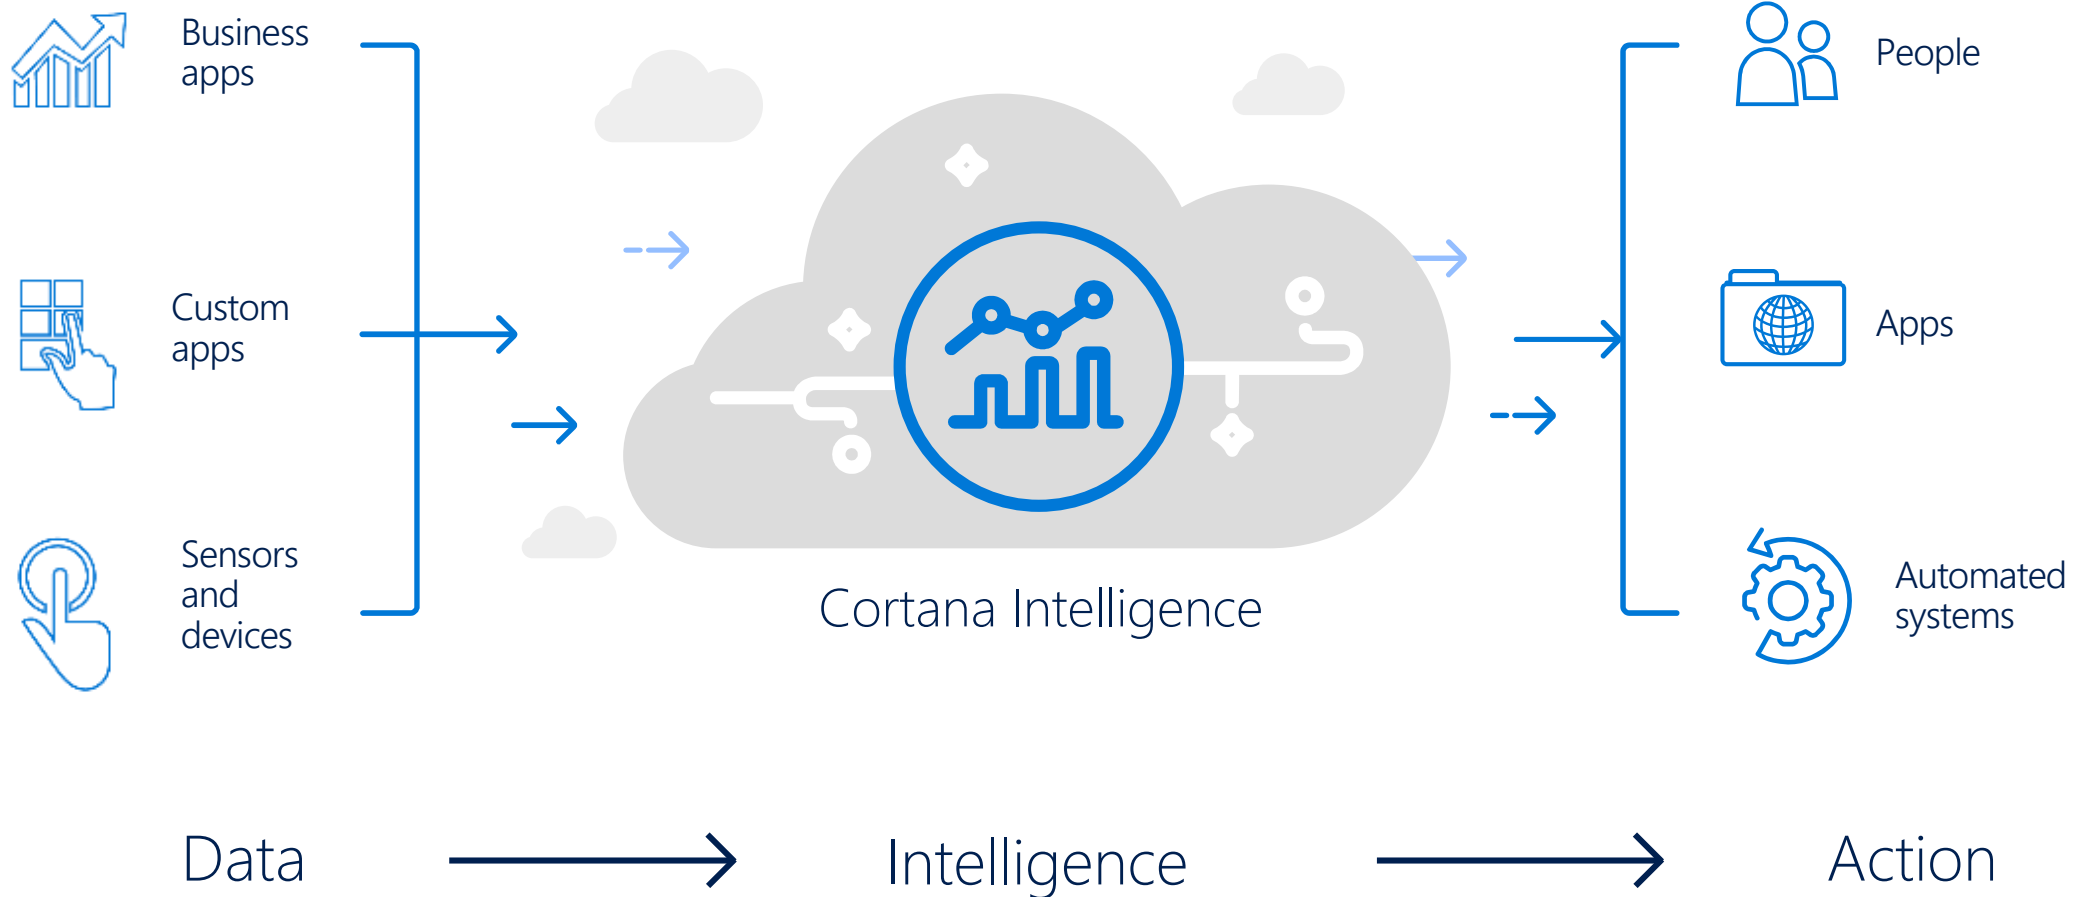 Business
apps
Custom
apps
Sensors
and
devices
Cortana Intelligence
People
Apps
Automated
systems
Data
Intelligence
Action